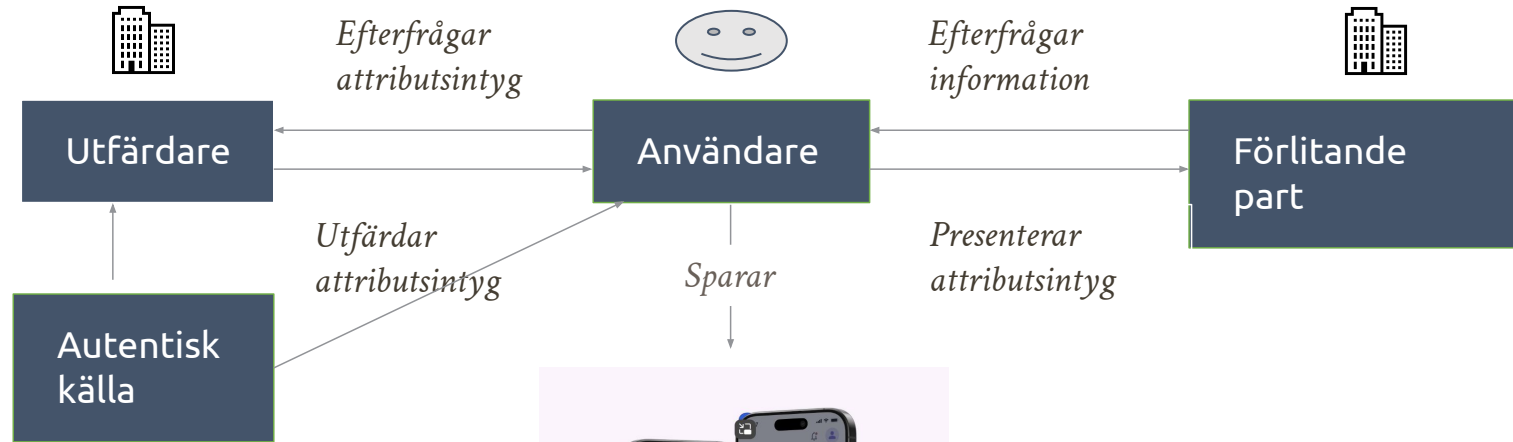 Efterfrågar
attributsintyg
Efterfrågar
information
Utfärdare
Användare
Förlitande
part
Utfärdar
attributsintyg
Sparar
Presenterar
attributsintyg
Autentisk
källa